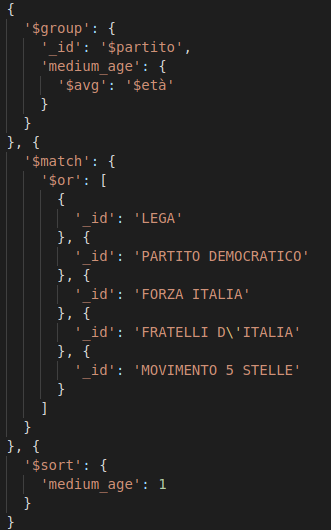 {
  '$group': {
    '_id': '$partito',
    'medium_age': {
      '$avg': '$età'
    }
  }
}, {
  '$match': {
    '$or': [
      {
        '_id': 'LEGA'
      }, {
        '_id': 'PARTITO DEMOCRATICO'
      }, {
        '_id': 'FORZA ITALIA'
      }, {
        '_id': 'FRATELLI D\'ITALIA'
      }, {
        '_id': 'MOVIMENTO 5 STELLE'
      }
    ]
  }
}, {
  '$sort': {
    'medium_age': 1
  }
}